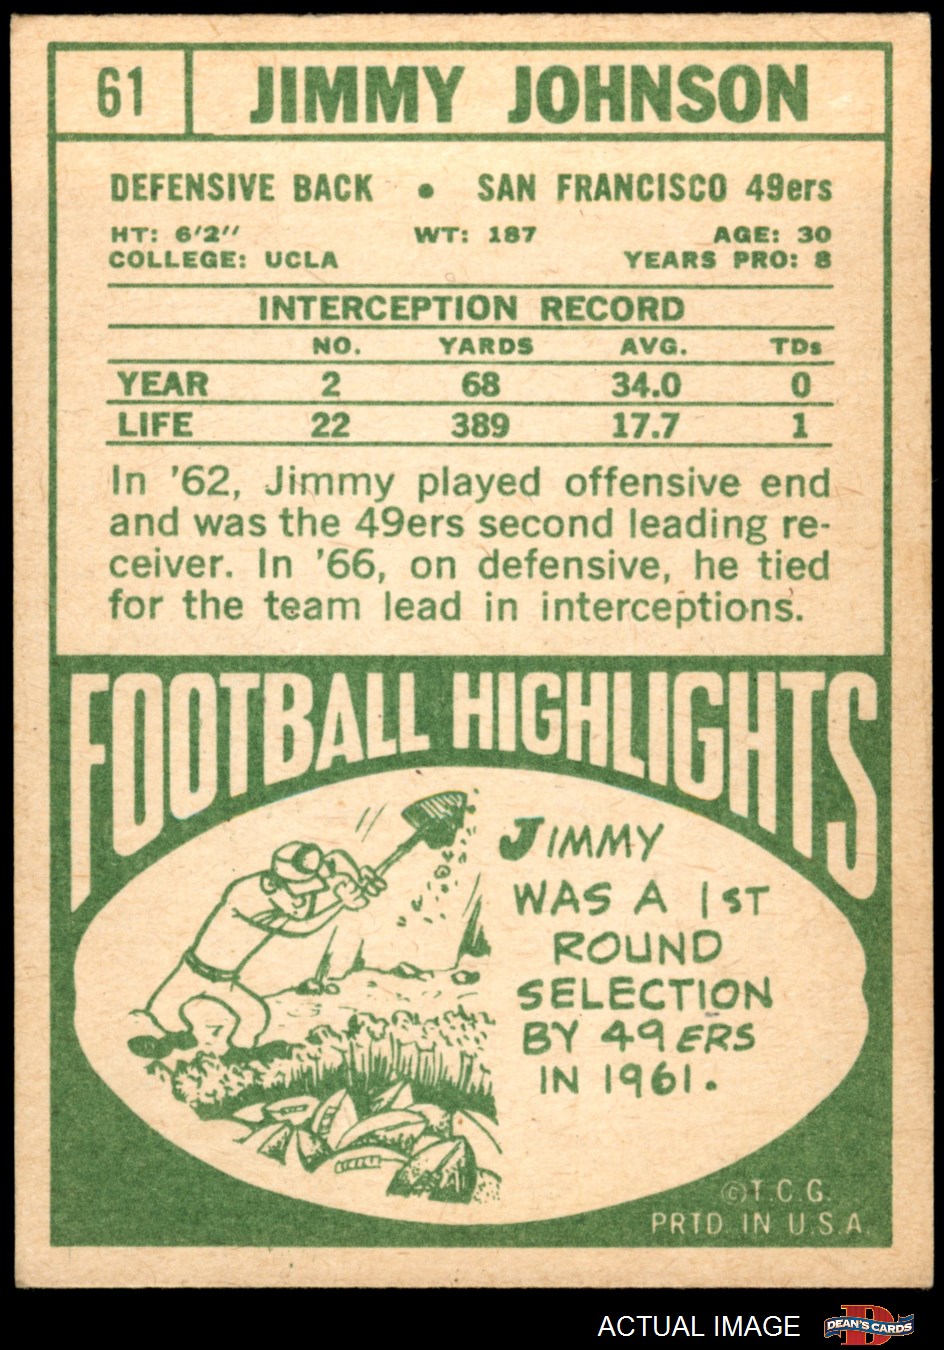 61 JIMMY JOHNSON
DEFENSIVE BACK • SAN FRANCISCO 49ers
HT: 6'2" WT: 187 AGE: 30
COLLEGE: UCLA YEARS PRO: 8
INTERCEPTION RECORD
NO. YARDS AVG. TDs
YEAR 2 68 34.0 0
LIFE 22 389 17.7 1
In '62, Jimmy played offensive end
and was the 49ers second leading re-
ceiver. In '66, on defensive, he tied
for the team lead in interceptions.
FOOTBALL HIGHLIGHTS
JIMMY
WAS A 1ST
ROUND
SELECTION
BY 49ERS
IN 1961.
©T.C.G.
PRTD. IN U.S.A.
ACTUAL IMAGE D DEAN'S CARDS